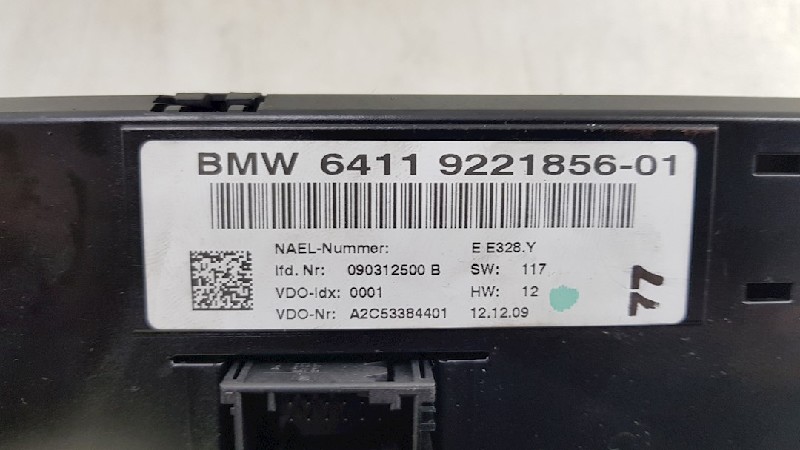 BMW 6411 9221856-01
NAEL-Nummer: E E328.Y
lfd. Nr: 090312500 B SW: 117
VDO-Idx: 0001 HW: 12
VDO-Nr: A2C53384401 12.12.09
77